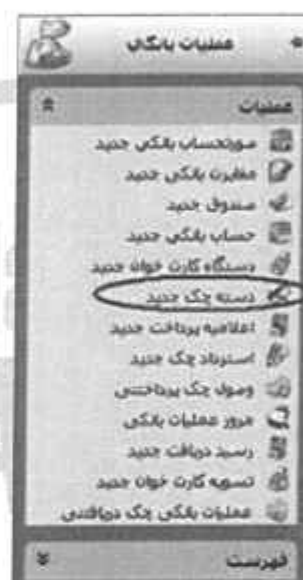 عملیات بانکی
عملیات
صورتحساب بانکی جدید
مغایرت بانکی جدید
صندوق جدید
حساب بانکی جدید
دستگاه کارت خوان جدید
دسته چک جدید
اعلامیه پرداخت جدید
استرداد چک جدید
وصول چک پرداختنی
مرور عملیات بانکی
رسید دریافت جدید
تسویه کارت خوان جدید
عملیات بانکی چک دریافتنی
فهرست